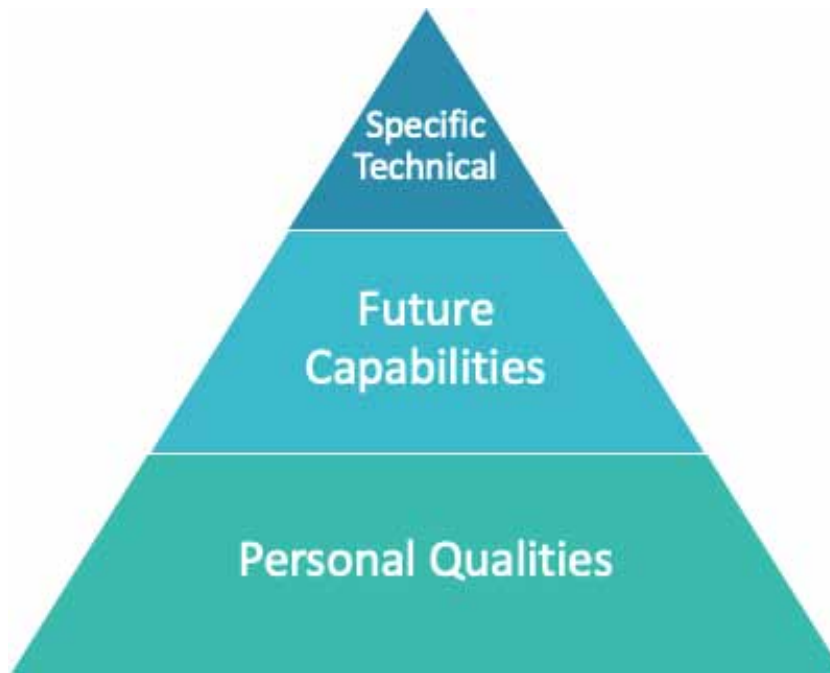 Specific
Technical
Future
Capabilities
Personal Qualities